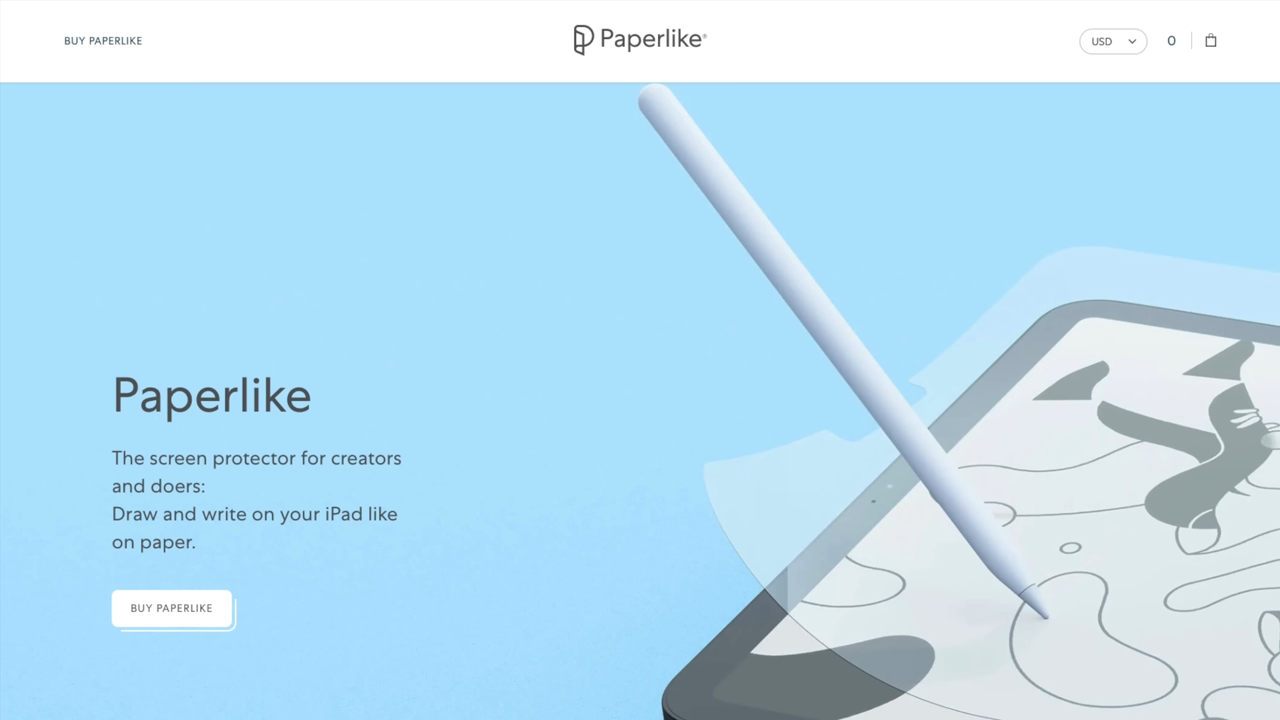 BUY PAPERLIKE
Paperlike®
USD
0
Paperlike
The screen protector for creators
and doers:
Draw and write on your iPad like
on paper.
BUY PAPERLIKE